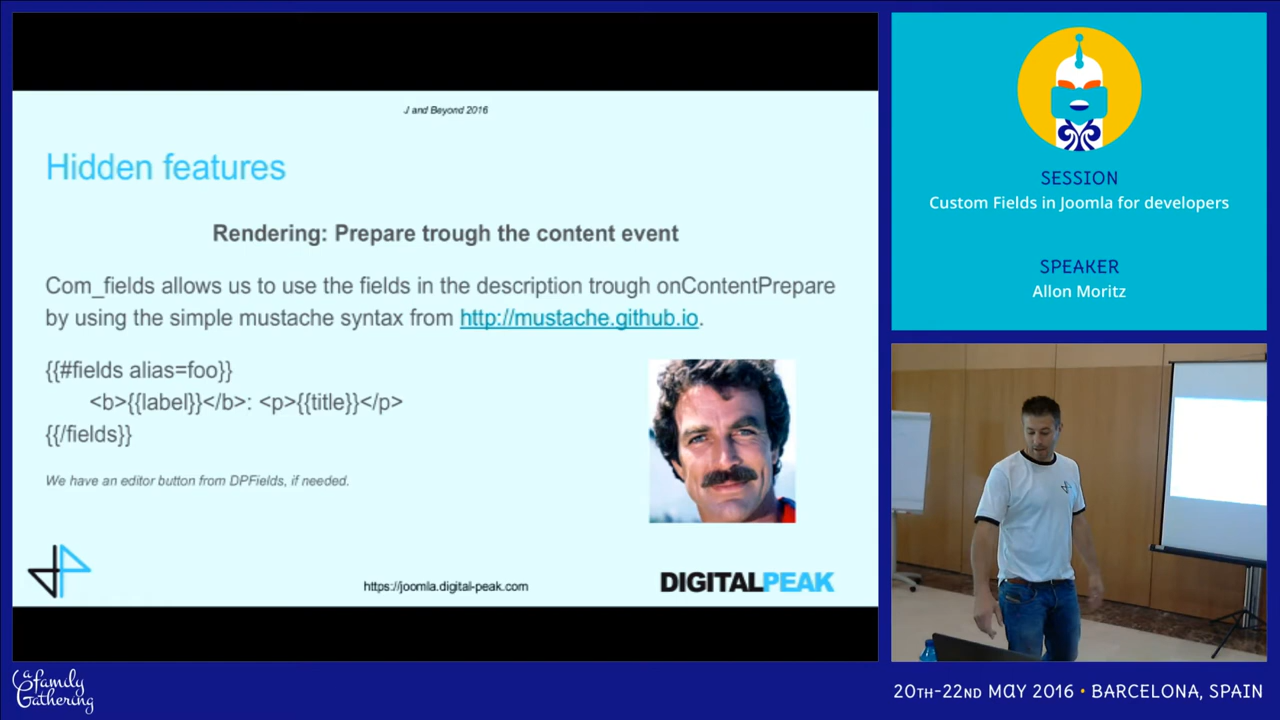 J and Beyond 2016
Hidden features
Rendering: Prepare trough the content event
Com_fields allows us to use the fields in the description trough onContentPrepare
by using the simple mustache syntax from http://mustache.github.io.
{{#fields alias=foo}}
<b>{{label}}</b>: <p>{{title}}</p>
{{/fields}}
We have an editor button from DPFields, if needed.
https://joomla.digital-peak.com
DIGITALPEAK
SESSION
Custom Fields in Joomla for developers
SPEAKER
Allon Moritz
a family
Gathering
20TH-22ND MAY 2016 • BARCELONA, SPAIN